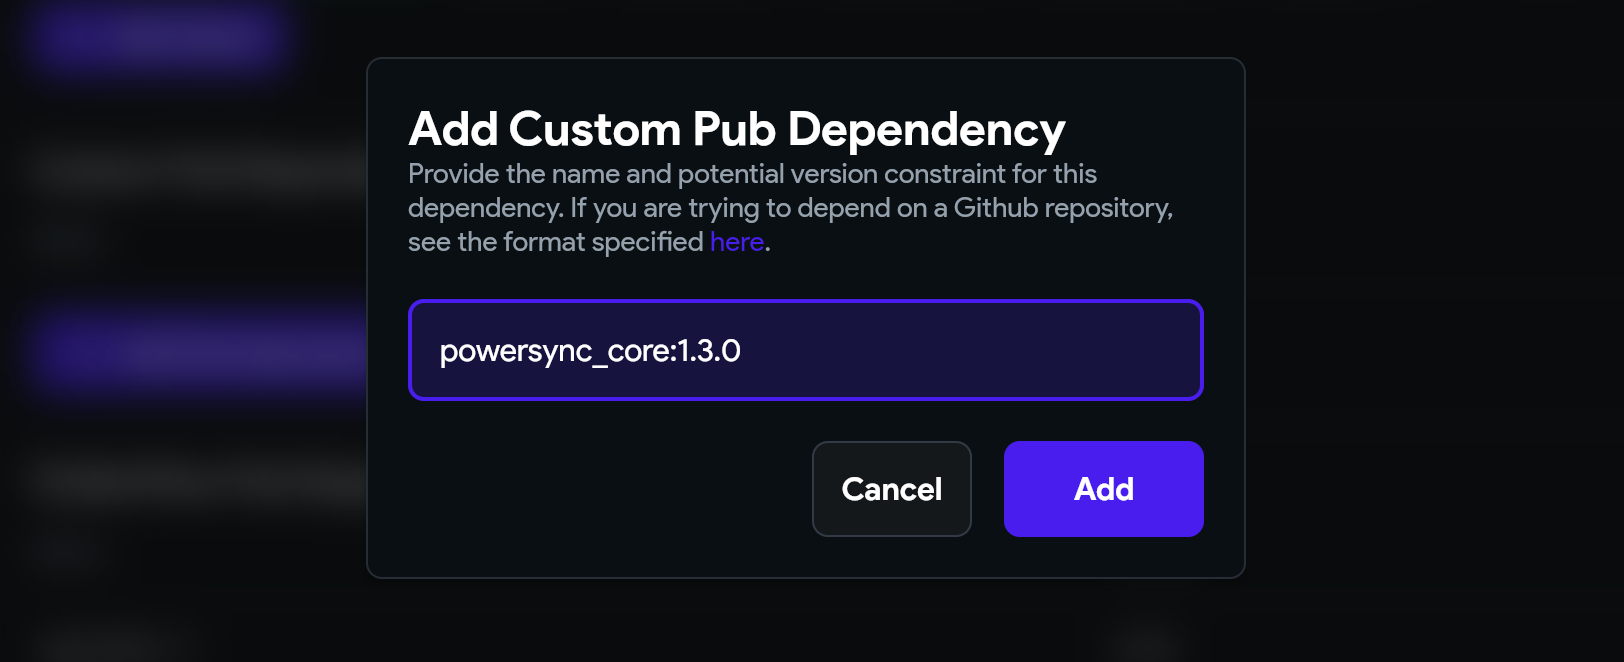 Add Custom Pub Dependency
Provide the name and potential version constraint for this
dependency. If you are trying to depend on a Github repository,
see the format specified here.
powersync_core:1.3.0
Cancel
Add